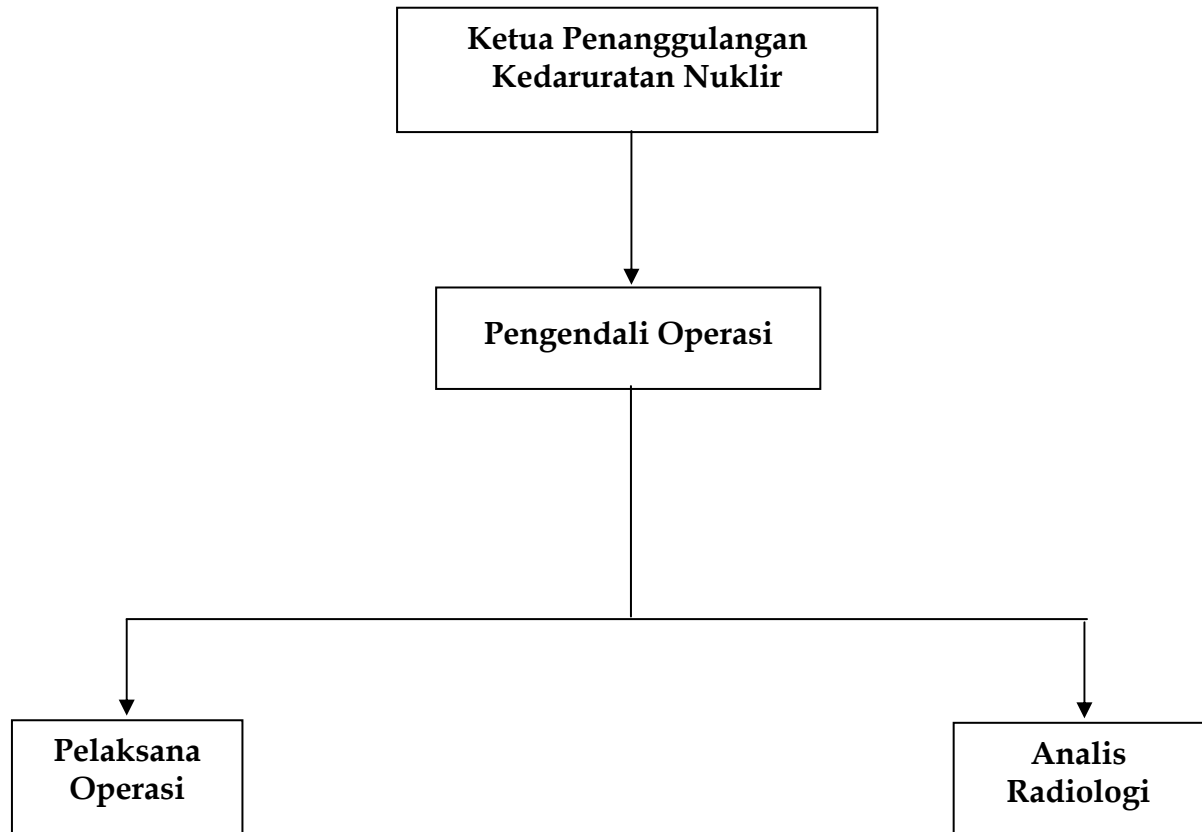 Ketua Penanggulangan
Kedaruratan Nuklir
Pengendali Operasi
Pelaksana
Operasi
Analis
Radiologi